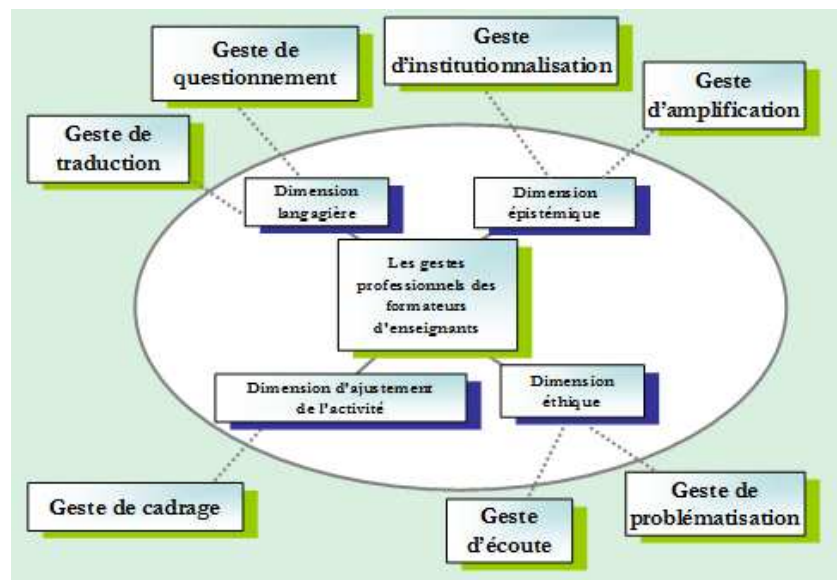 Geste de
questionnement
Geste
d'institutionnalisation
Geste
d'amplification
Geste de
traduction
Dimension
langagière
Dimension
épistémique
Les gestes
professionnels des
formateurs
d'enseignants
Dimension d'ajustement
de l'activité
Dimension
éthique
Geste de cadrage
Geste
d'écoute
Geste de
problématisation